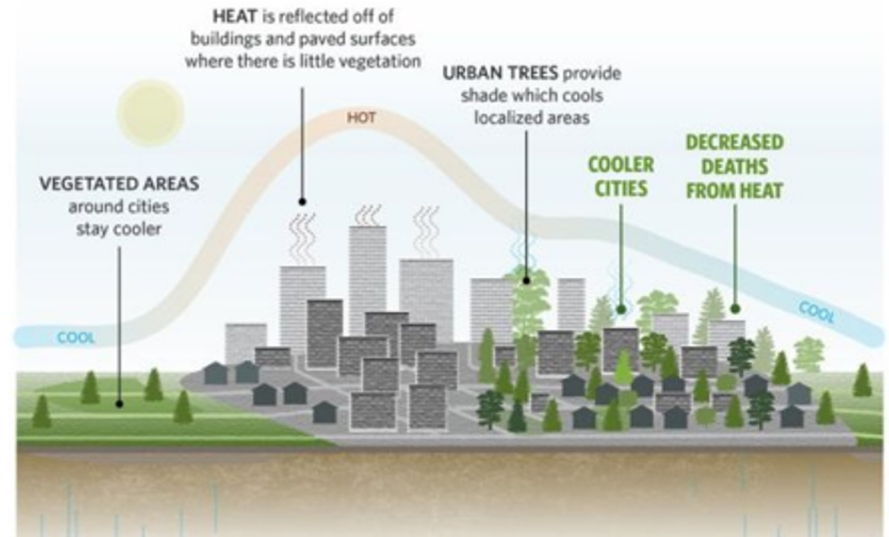 HEAT is reflected off of
buildings and paved surfaces
where there is little vegetation
HOT
URBAN TREES provide
shade which cools
localized areas
COOLER
CITIES
DECREASED
DEATHS
FROM HEAT
VEGETATED AREAS
around cities
stay cooler
COOL
COOL